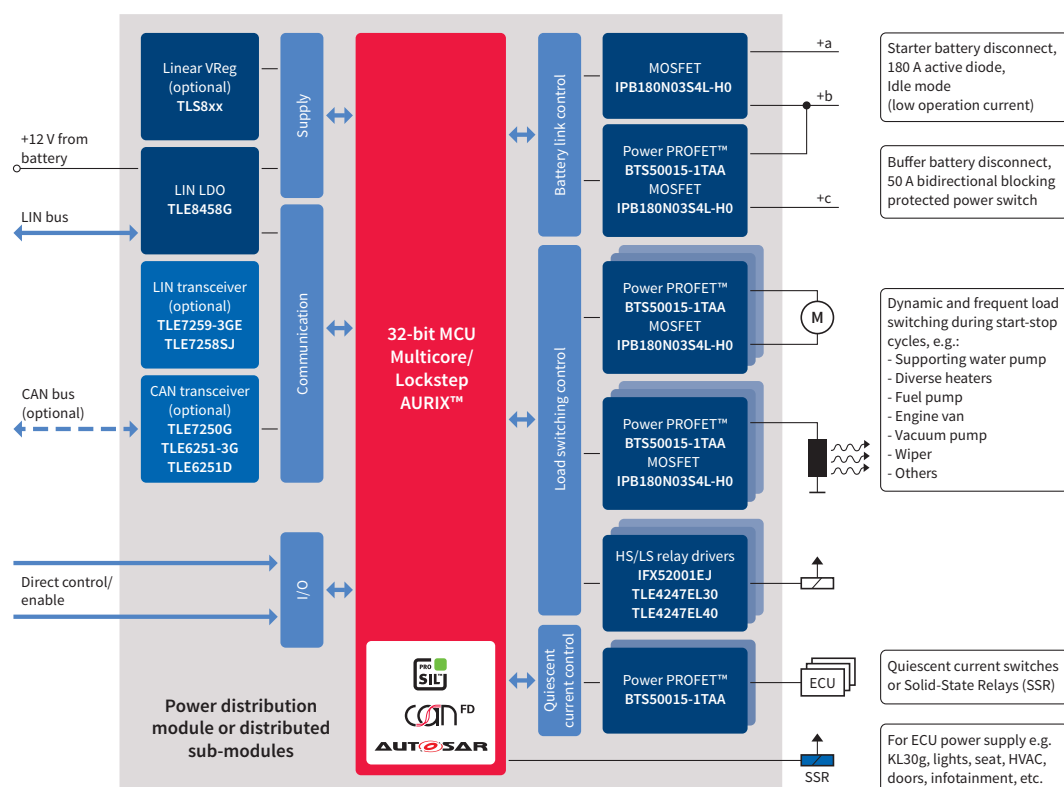 Linear VReg
(optional)
TLS8xx
+12 V from
battery
LIN LDO
TLE8458G
LIN bus
LIN transceiver
(optional)
TLE7259-3GE
TLE7258SJ
CAN bus
(optional)
CAN transceiver
(optional)
TLE7250G
TLE6251-3G
TLE6251D
Direct control/
enable
Supply
Communication
I/O
Power distribution
module or distributed
sub-modules
32-bit MCU
Multicore/
Lockstep
AURIX™
PRO
SIL™
CAN FD
AUTOSAR
Battery link control
Load switching control
Quiescent
current control
MOSFET
IPB180N03S4L-H0
Power PROFET™
BTS50015-1TAA
MOSFET
IPB180N03S4L-H0
Power PROFET™
BTS50015-1TAA
MOSFET
IPB180N03S4L-H0
Power PROFET™
BTS50015-1TAA
MOSFET
IPB180N03S4L-H0
HS/LS relay drivers
IFX52001EJ
TLE4247EL30
TLE4247EL40
Power PROFET™
BTS50015-1TAA
+a
+b
+c
M
ECU
SSR
Starter battery disconnect,
180 A active diode,
Idle mode
(low operation current)
Buffer battery disconnect,
50 A bidirectional blocking
protected power switch
Dynamic and frequent load
switching during start-stop
cycles, e.g.:
- Supporting water pump
- Diverse heaters
- Fuel pump
- Engine van
- Vacuum pump
- Wiper
- Others
Quiescent current switches
or Solid-State Relays (SSR)
For ECU power supply e.g.
KL30g, lights, seat, HVAC,
doors, infotainment, etc.